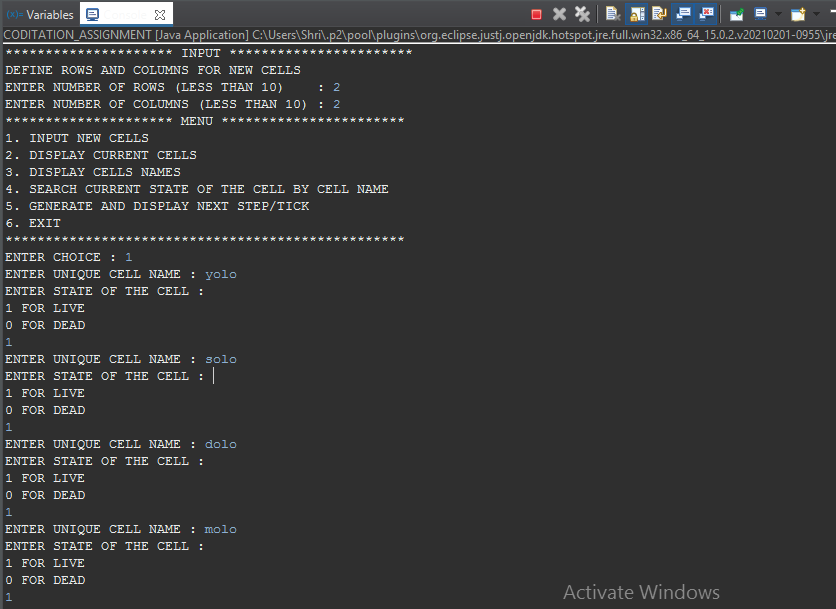 (x)= Variables
CODITATION_ASSIGNMENT [Java Application] C:\Users\Shri\.p2\pool\plugins\org.eclipse.justj.openjdk.hotspot.jre.full.win32.x86_64_15.0.2.v20210201-0955\jre
********************* INPUT ***********************
DEFINE ROWS AND COLUMNS FOR NEW CELLS
ENTER NUMBER OF ROWS (LESS THAN 10)    : 2
ENTER NUMBER OF COLUMNS (LESS THAN 10) : 2
********************* MENU ***********************
1. INPUT NEW CELLS
2. DISPLAY CURRENT CELLS
3. DISPLAY CELLS NAMES
4. SEARCH CURRENT STATE OF THE CELL BY CELL NAME
5. GENERATE AND DISPLAY NEXT STEP/TICK
6. EXIT
**************************************************
ENTER CHOICE : 1
ENTER UNIQUE CELL NAME : yolo
ENTER STATE OF THE CELL :
1 FOR LIVE
0 FOR DEAD
1
ENTER UNIQUE CELL NAME : solo
ENTER STATE OF THE CELL :
1 FOR LIVE
0 FOR DEAD
1
ENTER UNIQUE CELL NAME : dolo
ENTER STATE OF THE CELL :
1 FOR LIVE
0 FOR DEAD
1
ENTER UNIQUE CELL NAME : molo
ENTER STATE OF THE CELL :
1 FOR LIVE
0 FOR DEAD
1
Activate Windows